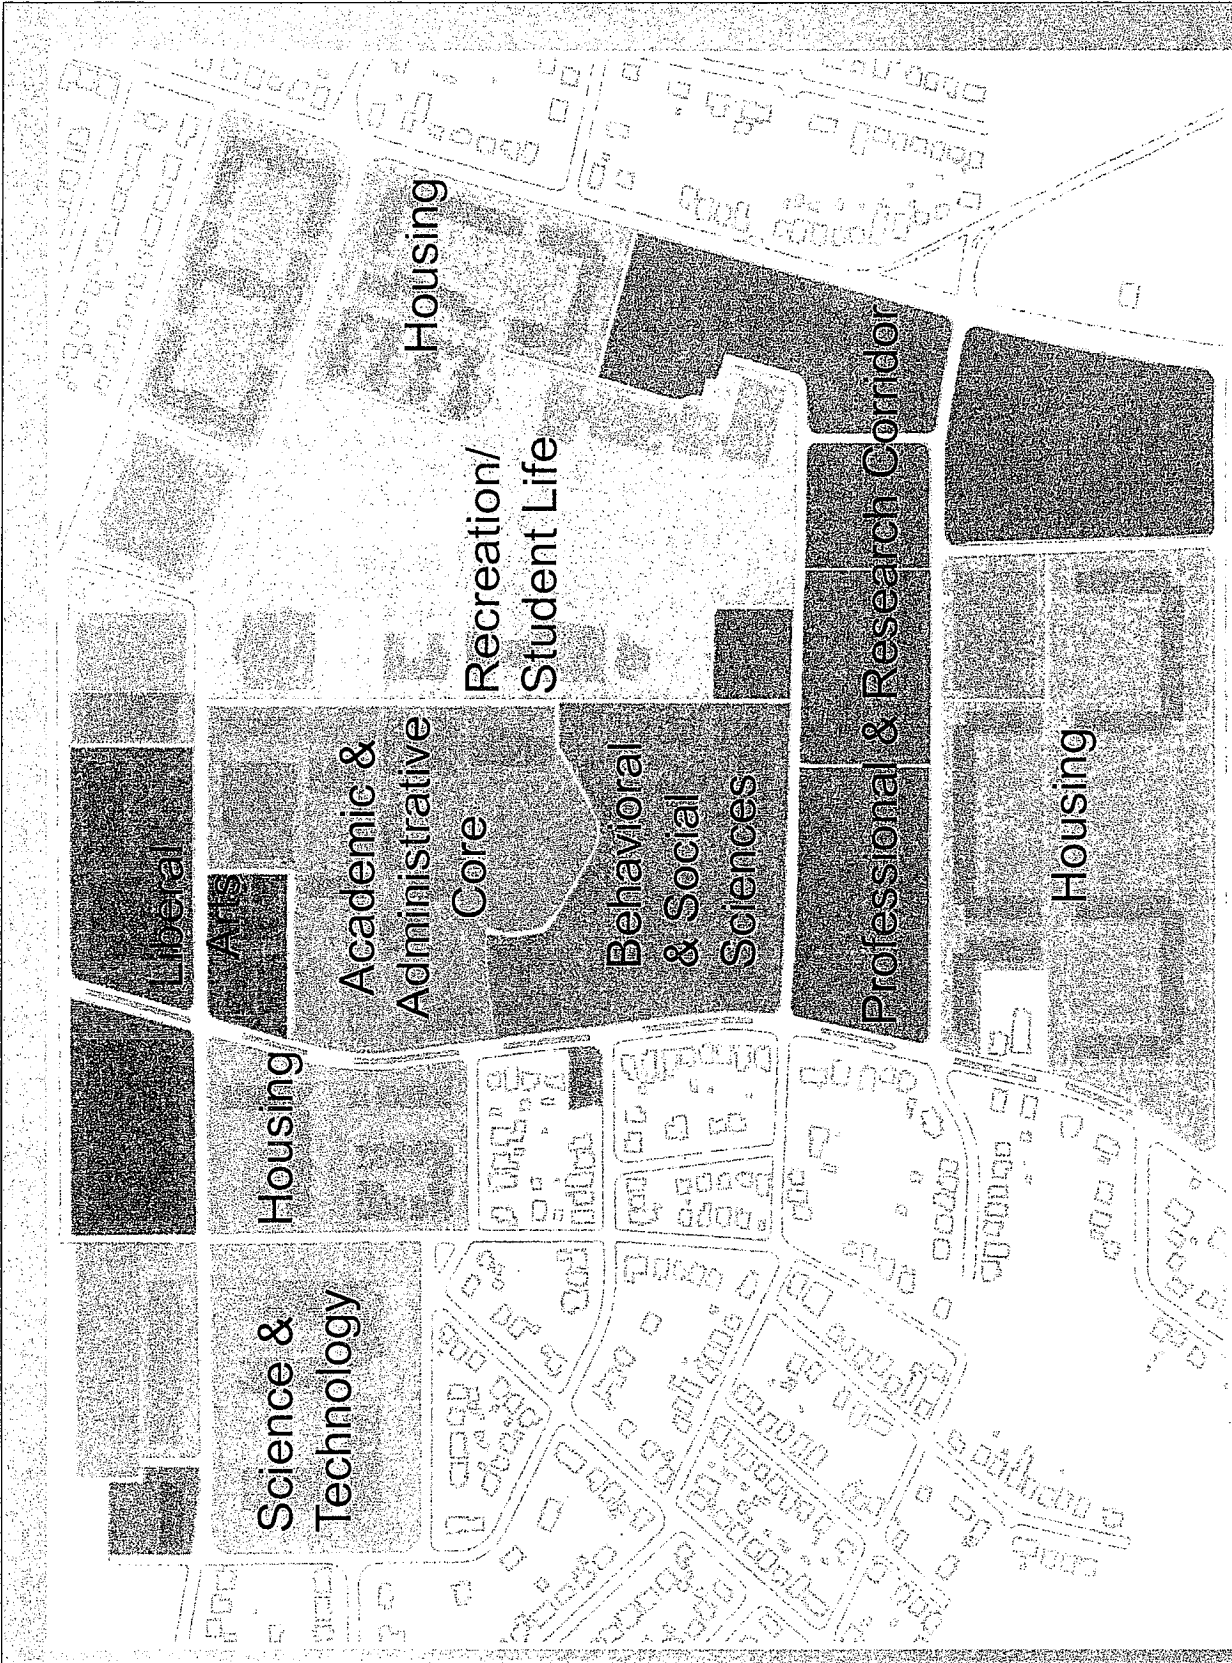 Science &
Technology
Housing
Liberal
Arts
Academic &
Administrative
Core
Behavioral
& Social
Sciences
Professional & Research Corridor
Recreation/
Student Life
Housing
Housing